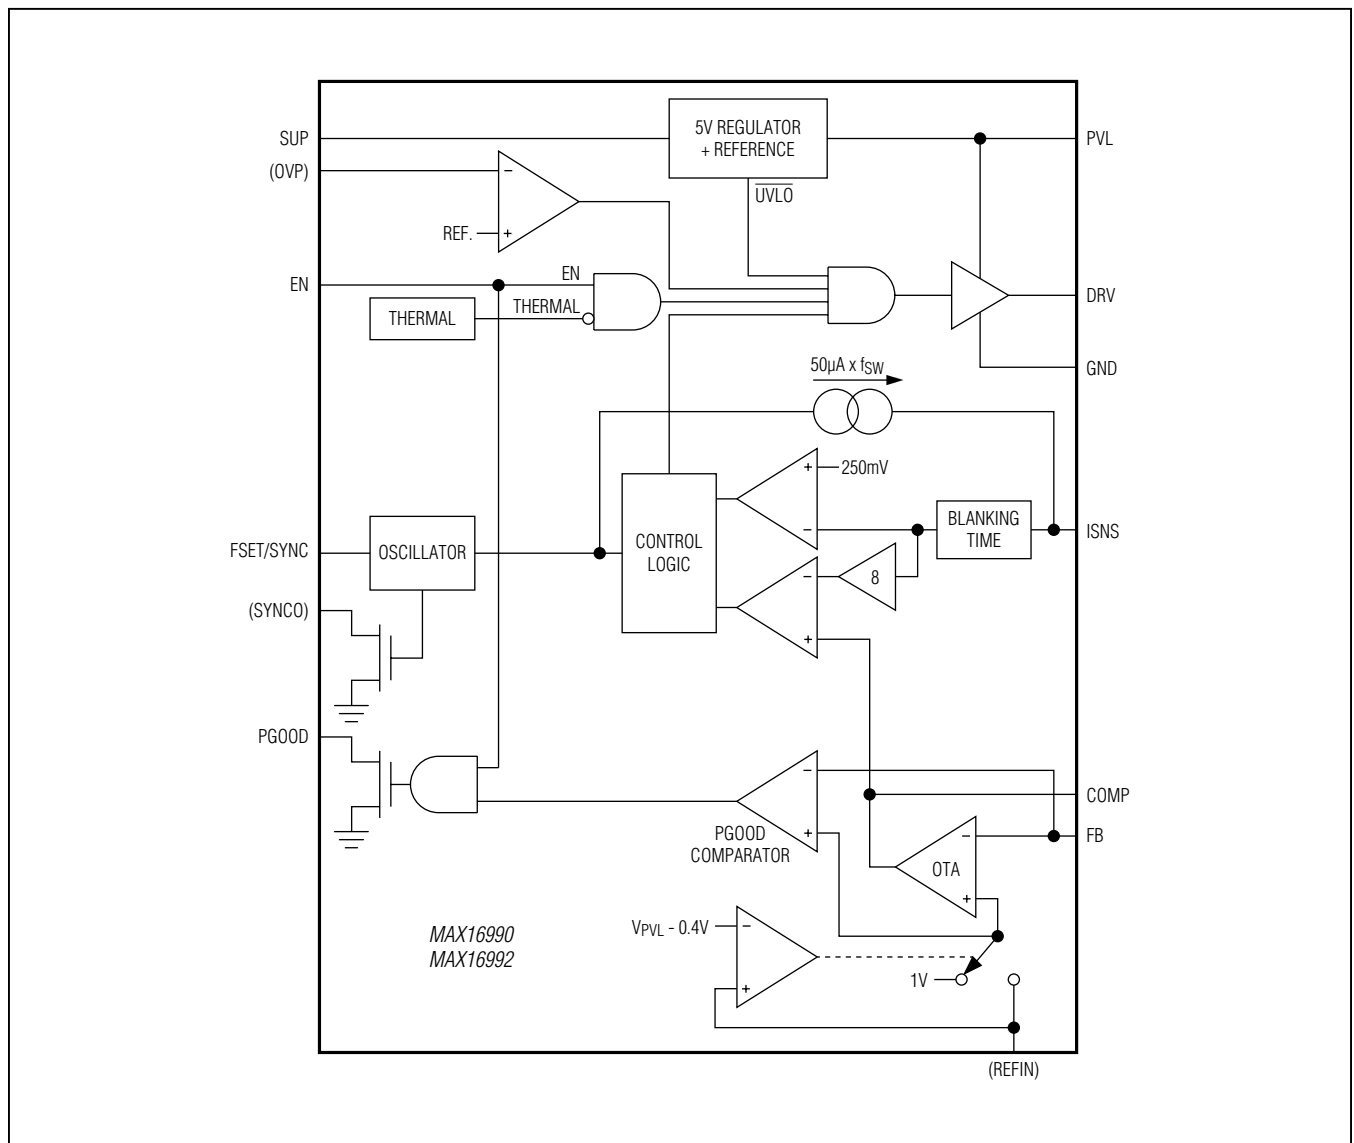 SUP
5V REGULATOR
+ REFERENCE
PVL
(OVP)
−
UVLO
REF.
+
EN
EN
THERMAL
THERMAL
DRV
GND
50µA x fSW
+
250mV
FSET/SYNC
OSCILLATOR
CONTROL
LOGIC
−
BLANKING
TIME
ISNS
−
8
(SYNCO)
+
PGOOD
−
COMP
+
PGOOD
COMPARATOR
−
FB
OTA
+
MAX16990
MAX16992
VPVL - 0.4V
−
+
1V
(REFIN)